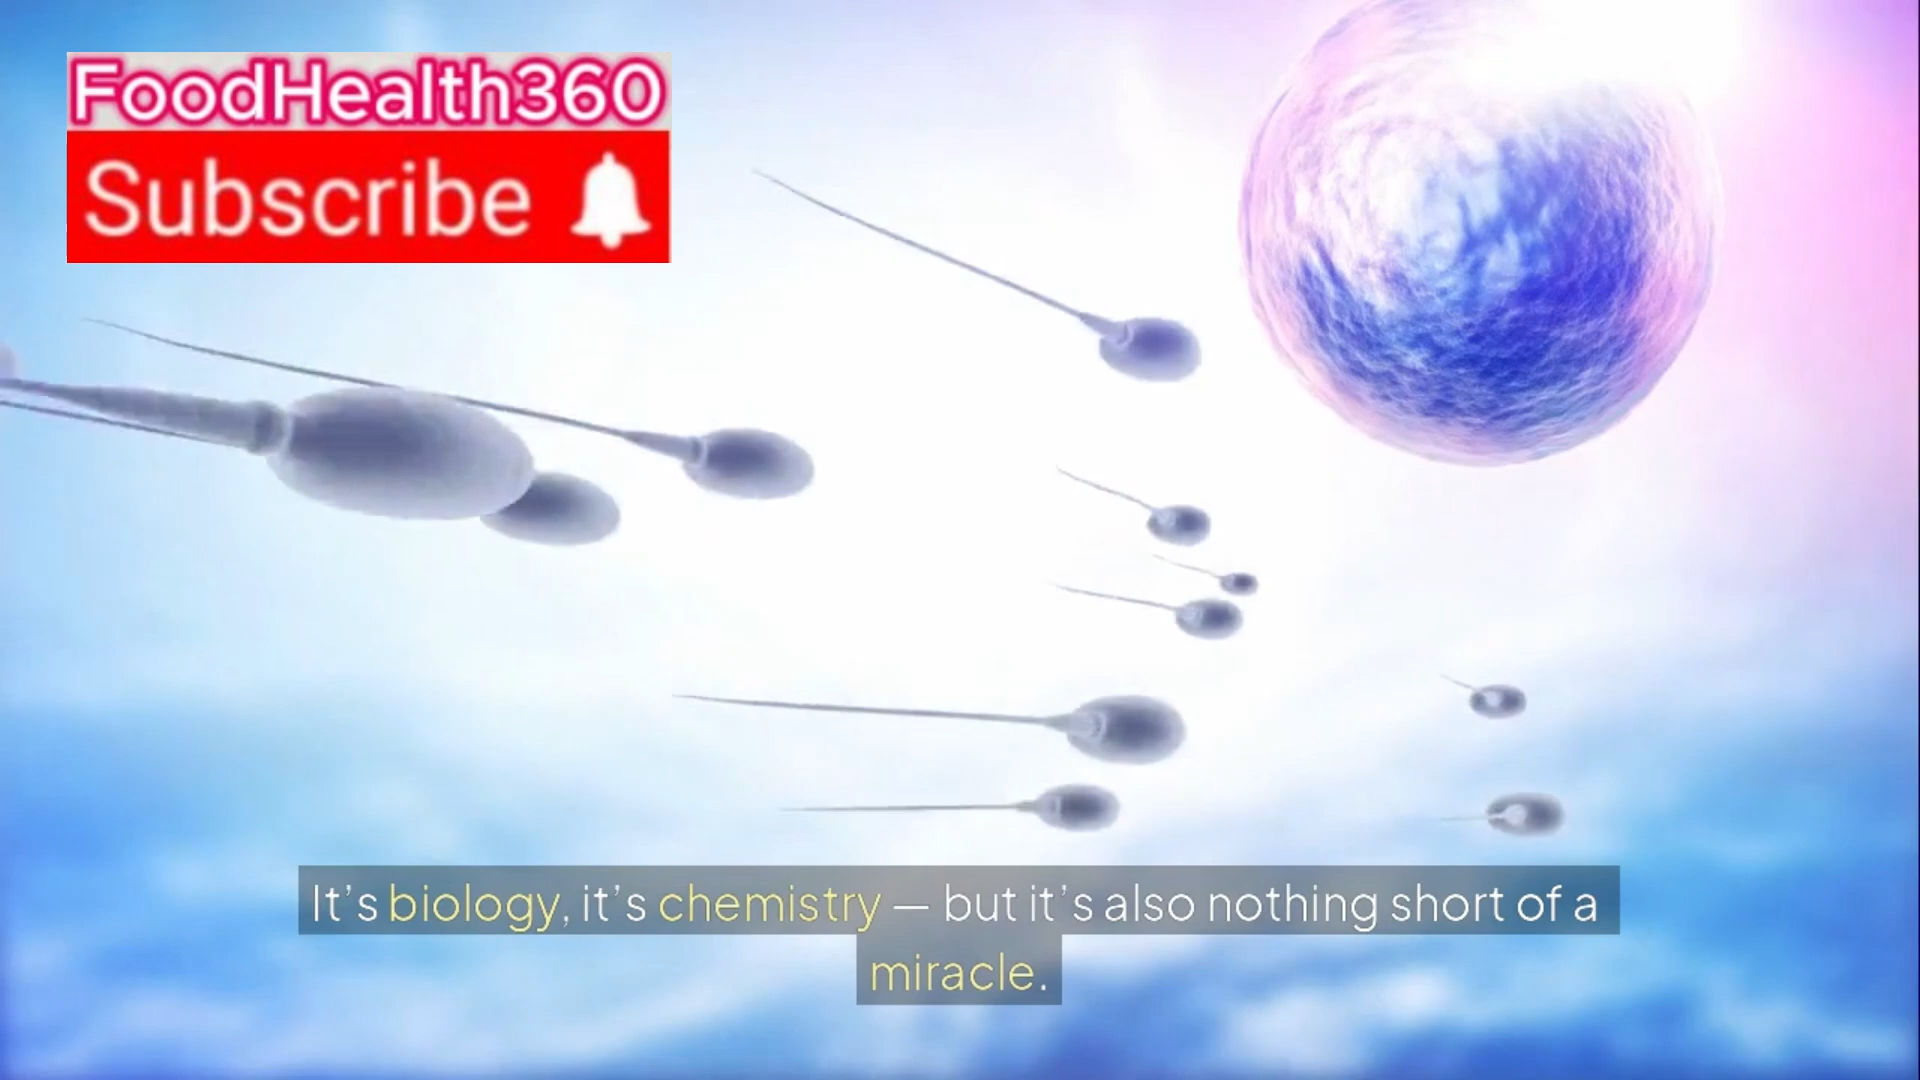 FoodHealth360
Subscribe
It’s biology, it’s chemistry — but it’s also nothing short of a
miracle.